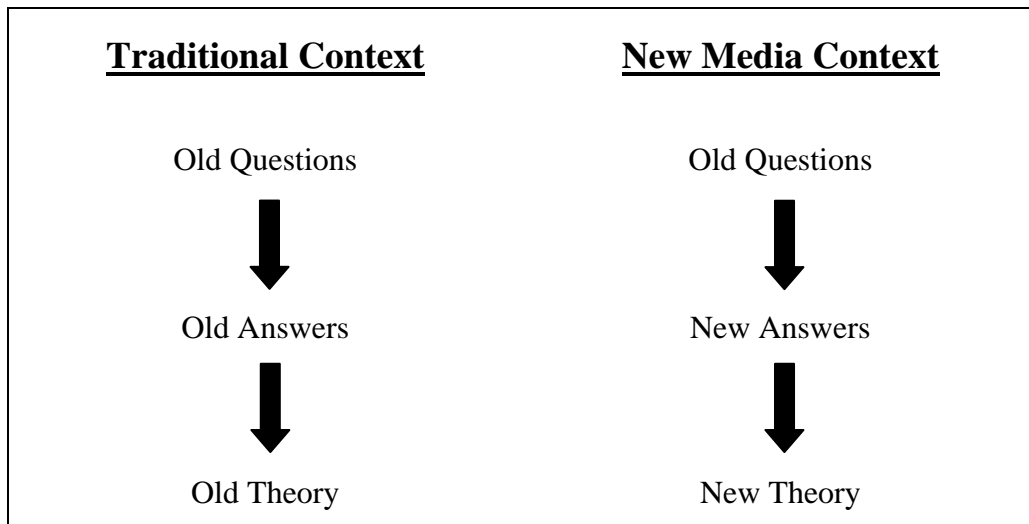 Traditional Context
New Media Context
Old Questions
Old Questions
Old Answers
New Answers
Old Theory
New Theory